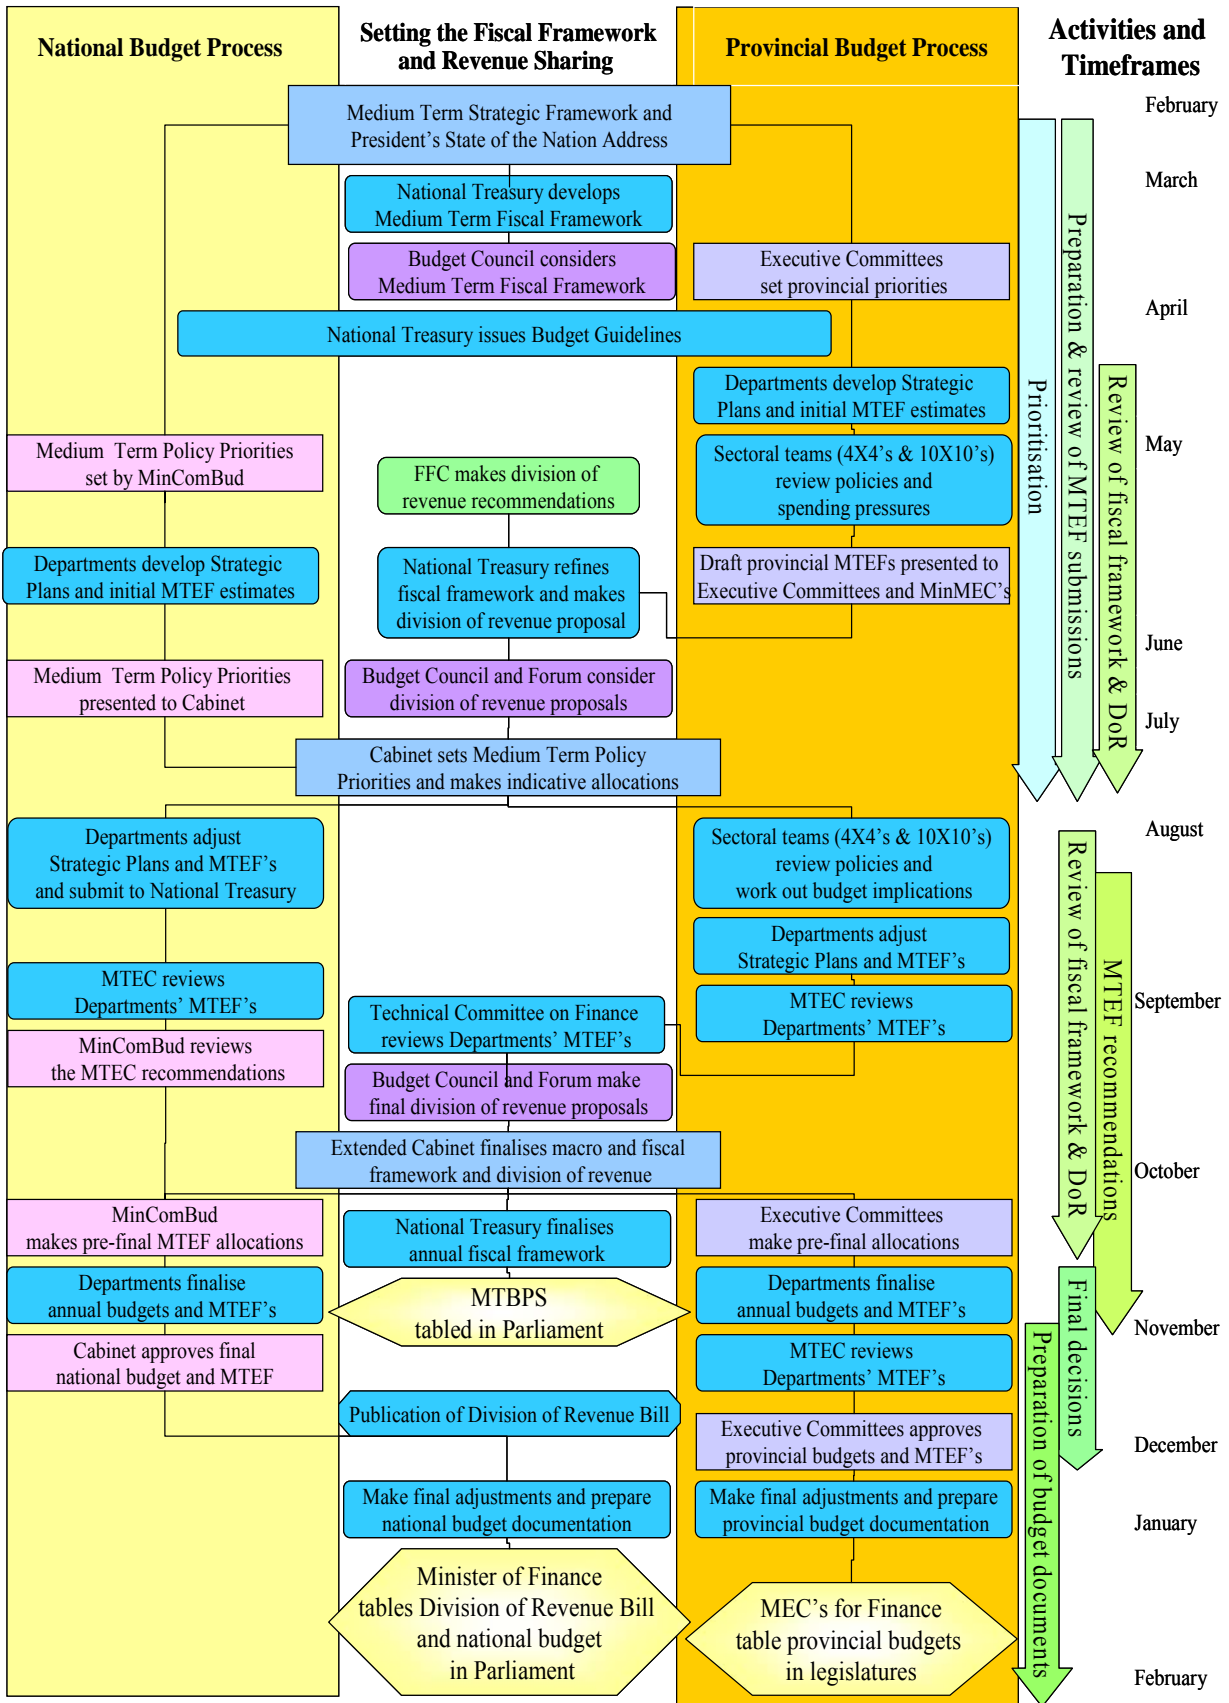 National Budget Process
Setting the Fiscal Framework
and Revenue Sharing
Provincial Budget Process
Activities and
Timeframes
Medium Term Strategic Framework and
President's State of the Nation Address
February
National Treasury develops
Medium Term Fiscal Framework
March
Budget Council considers
Medium Term Fiscal Framework
Executive Committees
set provincial priorities
National Treasury issues Budget Guidelines
April
Departments develop Strategic
Plans and initial MTEF estimates
Medium  Term Policy Priorities
set by MinComBud
FFC makes division of
revenue recommendations
Sectoral teams (4X4's & 10X10's)
review policies and
spending pressures
May
Departments develop Strategic
Plans and initial MTEF estimates
National Treasury refines
fiscal framework and makes
division of revenue proposal
Draft provincial MTEFs presented to
Executive Committees and MinMEC's
June
Medium  Term Policy Priorities
presented to Cabinet
Budget Council and Forum consider
division of revenue proposals
July
Cabinet sets Medium Term Policy
Priorities and makes indicative allocations
Prioritisation
Preparation & review of MTEF submissions
Review of fiscal framework & DoR
Departments adjust
Strategic Plans and MTEF's
and submit to National Treasury
Sectoral teams (4X4's & 10X10's)
review policies and
work out budget implications
August
Departments adjust
Strategic Plans and MTEF's
MTEC reviews
Departments' MTEF's
Technical Committee on Finance
reviews Departments' MTEF's
MTEC reviews
Departments' MTEF's
September
MinComBud reviews
the MTEC recommendations
Budget Council and Forum make
final division of revenue proposals
Extended Cabinet finalises macro and fiscal
framework and division of revenue
October
Review of fiscal framework & DoR
MTEF recommendations
MinComBud
makes pre-final MTEF allocations
National Treasury finalises
annual fiscal framework
Executive Committees
make pre-final allocations
Departments finalise
annual budgets and MTEF's
MTBPS
tabled in Parliament
Departments finalise
annual budgets and MTEF's
November
Cabinet approves final
national budget and MTEF
MTEC reviews
Departments' MTEF's
Final decisions
Publication of Division of Revenue Bill
Executive Committees approves
provincial budgets and MTEF's
December
Make final adjustments and prepare
national budget documentation
Make final adjustments and prepare
provincial budget documentation
January
Preparation of budget documents
Minister of Finance
tables Division of Revenue Bill
and national budget
in Parliament
MEC's for Finance
table provincial budgets
in legislatures
February